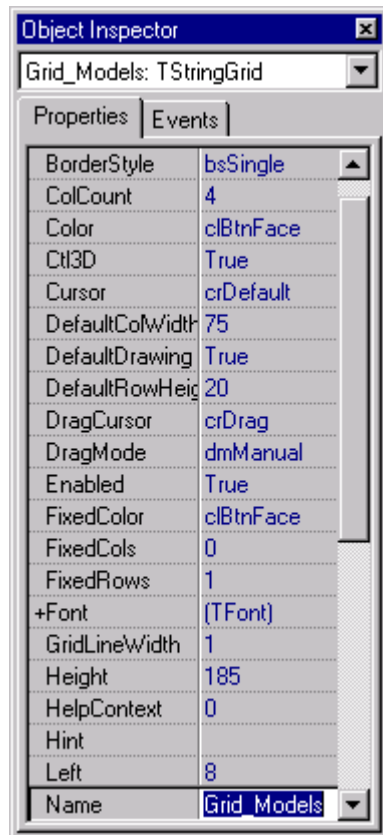 Object Inspector
Grid_Models: TStringGrid
Properties Events
BorderStyle bsSingle
ColCount 4
Color clBtnFace
Ctl3D True
Cursor crDefault
DefaultColWidth 75
DefaultDrawing True
DefaultRowHeig 20
DragCursor crDrag
DragMode dmManual
Enabled True
FixedColor clBtnFace
FixedCols 0
FixedRows 1
+Font (TFont)
GridLineWidth 1
Height 185
HelpContext 0
Hint
Left 8
Name Grid_Models